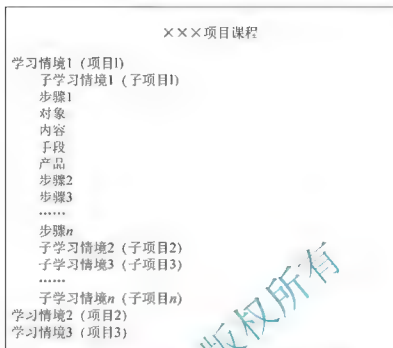 ×××项目课程
学习情境1（项目1）
子学习情境1（子项目1）
步骤1
对象
内容
手段
产品
步骤2
步骤3
……
步骤n
子学习情境2（子项目2）
子学习情境3（子项目3）
……
子学习情境n（子项目n）
学习情境2（项目2）
学习情境3（项目3）
版权所有